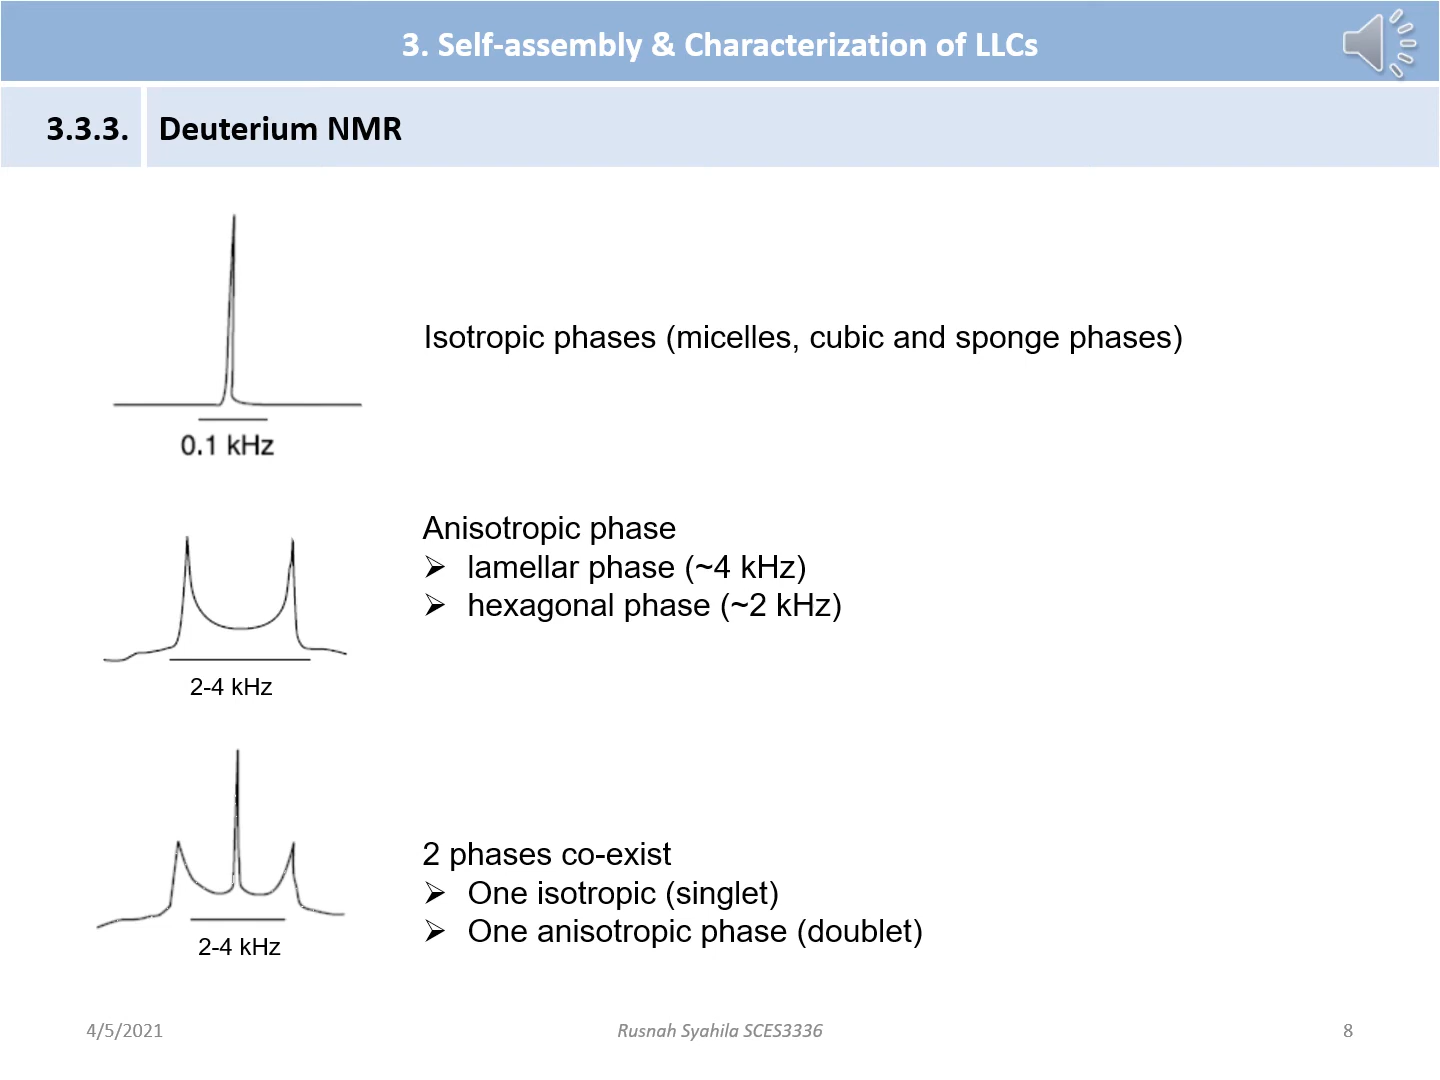 3. Self-assembly & Characterization of LLCs
3.3.3. Deuterium NMR
0.1 kHz
Isotropic phases (micelles, cubic and sponge phases)
Anisotropic phase
➢ lamellar phase (~4 kHz)
➢ hexagonal phase (~2 kHz)
2-4 kHz
2 phases co-exist
➢ One isotropic (singlet)
➢ One anisotropic phase (doublet)
2-4 kHz
4/5/2021
Rusnah Syahila SCES3336
8